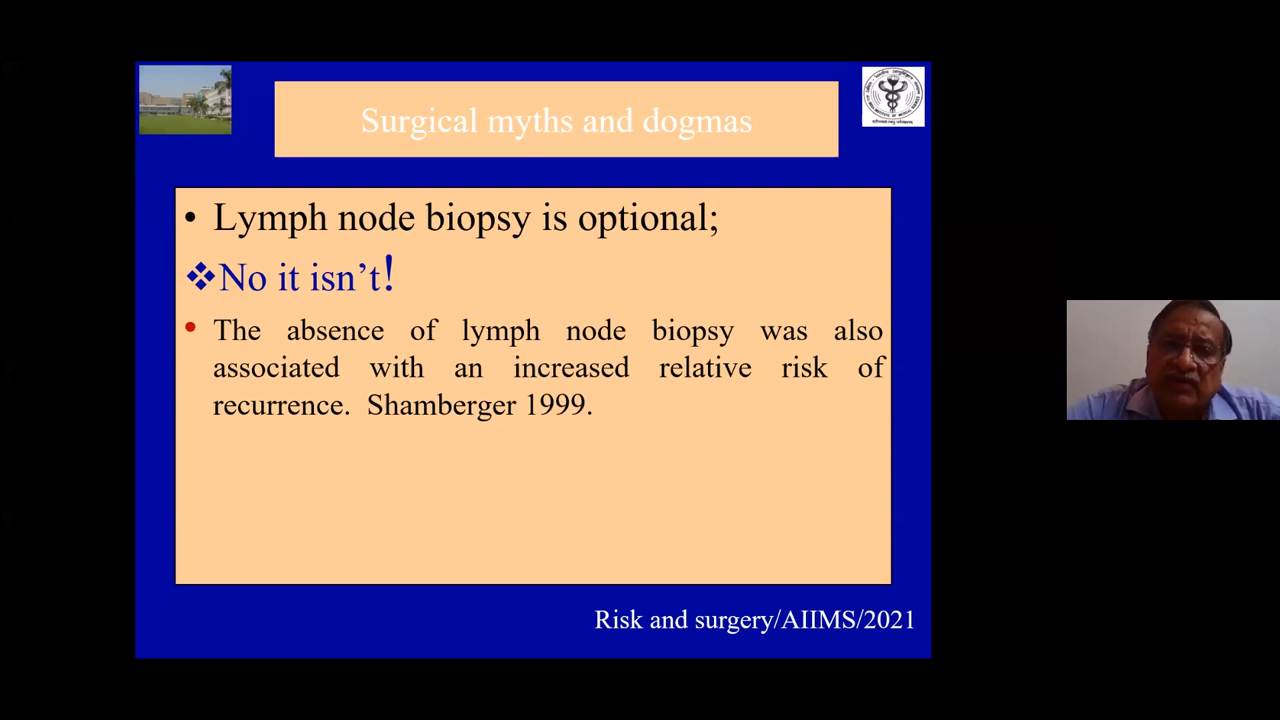 Surgical myths and dogmas
• Lymph node biopsy is optional;
❖No it isn’t!
• The absence of lymph node biopsy was also
associated with an increased relative risk of
recurrence. Shamberger 1999.
Risk and surgery/AIIMS/2021